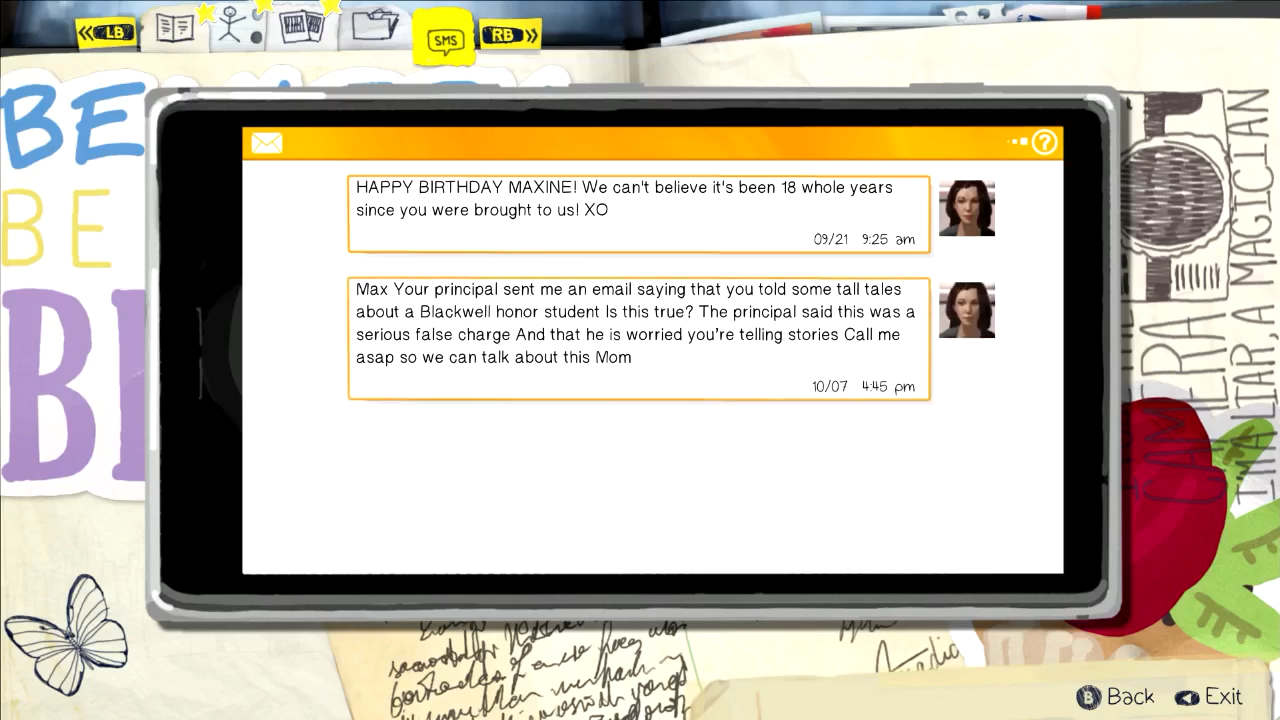 LB
SMS
RB
BE
BE
HAPPY BIRTHDAY MAXINE! We can't believe it's been 18 whole years
since you were brought to us! XO
09/21 9:25 am
Max Your principal sent me an email saying that you told some tall tales
about a Blackwell honor student Is this true? The principal said this was a
serious false charge And that he is worried you're telling stories Call me
asap so we can talk about this Mom
10/07 4:45 pm
?
I'M A LIAR, A MAGICIAN
B Back
Exit